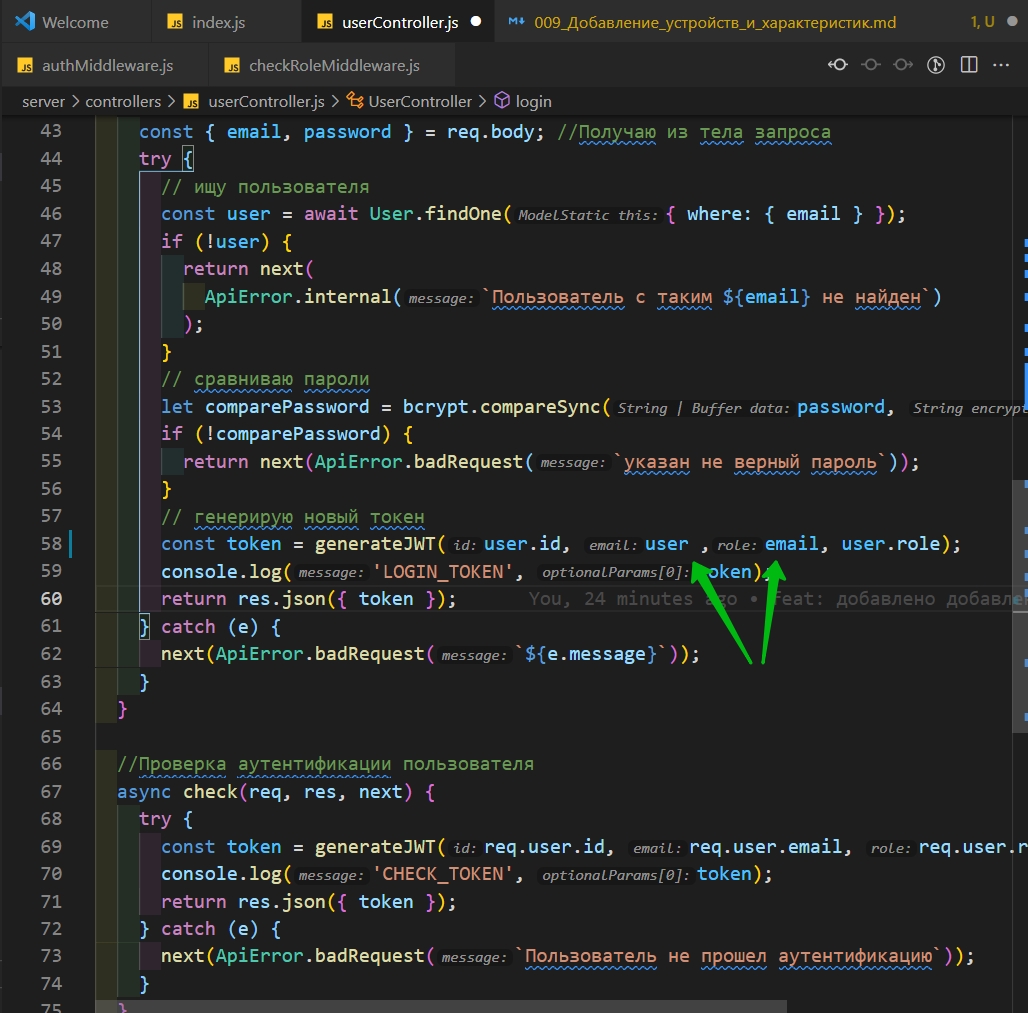 Welcome JS index.js JS userController.js 009_Добавление_устройств_и_характеристик.md 1, U
JS authMiddleware.js JS checkRoleMiddleware.js
server > controllers > JS userController.js > UserController > login
43 const { email, password } = req.body; //Получаю из тела запроса
44 try {
45 // ищу пользователя
46 const user = await User.findOne( ModelStatic this: { where: { email } });
47 if (!user) {
48 return next(
49 ApiError.internal( message: `Пользователь с таким ${email} не найден`)
50 );
51 }
52 // сравниваю пароли
53 let comparePassword = bcrypt.compareSync( String | Buffer data: password, String encrypt
54 if (!comparePassword) {
55 return next(ApiError.badRequest( message: `указан не верный пароль`));
56 }
57 // генерирую новый токен
58 const token = generateJWT( id: user.id, email: user , role: email, user.role);
59 console.log( message: 'LOGIN_TOKEN', optionalParams[0]: token);
60 return res.json({ token }); You, 24 minutes ago • feat: добавлено добавлен
61 } catch (e) {
62 next(ApiError.badRequest( message: `${e.message}`));
63 }
64 }
65
66 //Проверка аутентификации пользователя
67 async check(req, res, next) {
68 try {
69 const token = generateJWT( id: req.user.id, email: req.user.email, role: req.user.r
70 console.log( message: 'CHECK_TOKEN', optionalParams[0]: token);
71 return res.json({ token });
72 } catch (e) {
73 next(ApiError.badRequest( message: `Пользователь не прошел аутентификацию`));
74 }
75 }